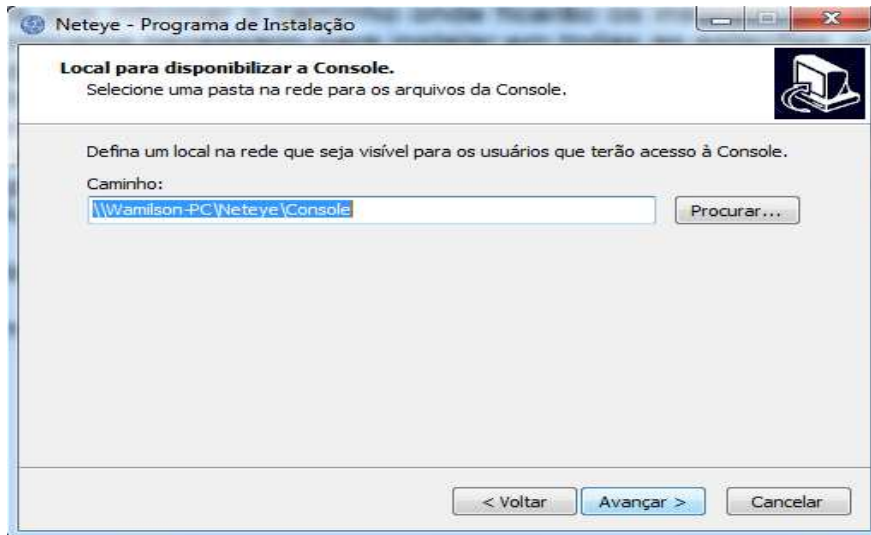 Neteye - Programa de Instalação
Local para disponibilizar a Console.
Selecione uma pasta na rede para os arquivos da Console.
Defina um local na rede que seja visível para os usuários que terão acesso à Console.
Caminho:
\\Wamilson-PC\Neteye\Console
Procurar...
< Voltar
Avançar >
Cancelar